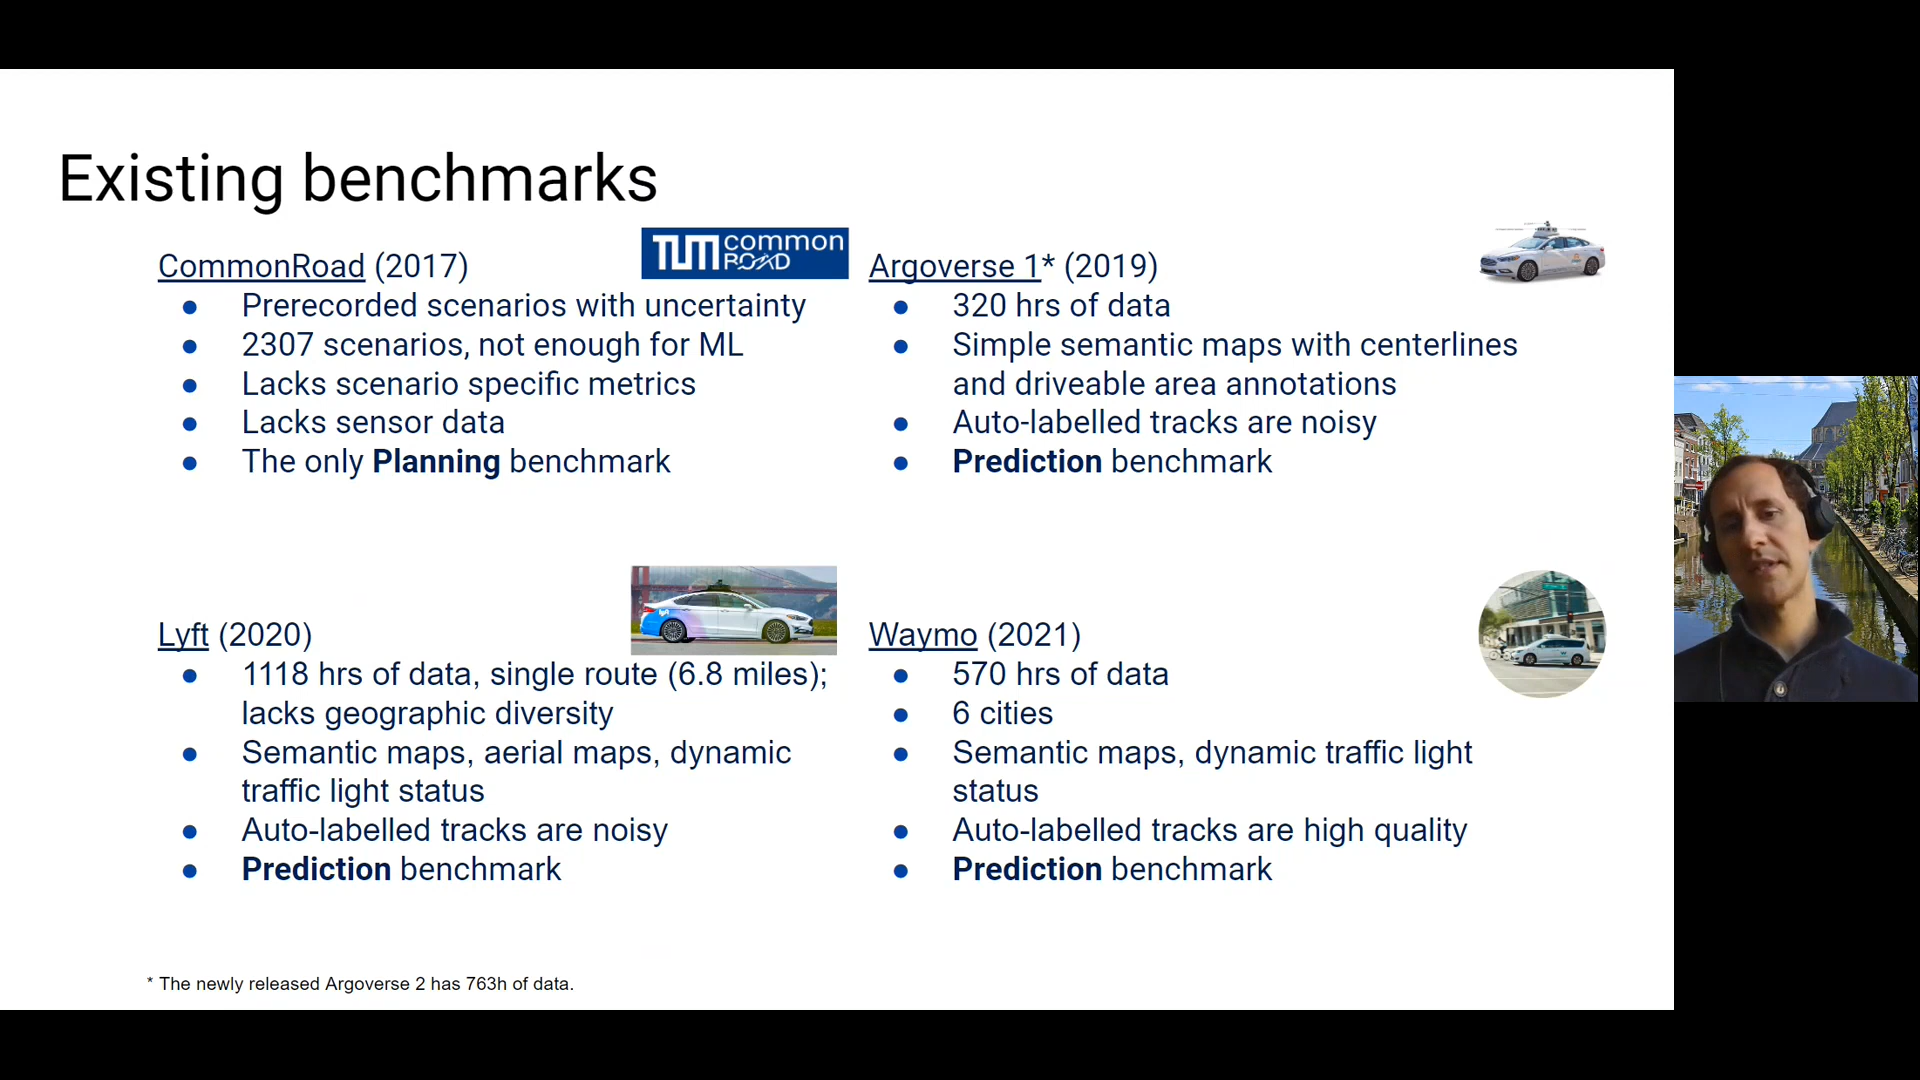 Existing benchmarks
CommonRoad (2017)
TUM common
ROAD
Prerecorded scenarios with uncertainty
2307 scenarios, not enough for ML
Lacks scenario specific metrics
Lacks sensor data
The only Planning benchmark
Argoverse 1* (2019)
320 hrs of data
Simple semantic maps with centerlines
and driveable area annotations
Auto-labelled tracks are noisy
Prediction benchmark
Lyft (2020)
1118 hrs of data, single route (6.8 miles);
lacks geographic diversity
Semantic maps, aerial maps, dynamic
traffic light status
Auto-labelled tracks are noisy
Prediction benchmark
Waymo (2021)
570 hrs of data
6 cities
Semantic maps, dynamic traffic light
status
Auto-labelled tracks are high quality
Prediction benchmark
* The newly released Argoverse 2 has 763h of data.